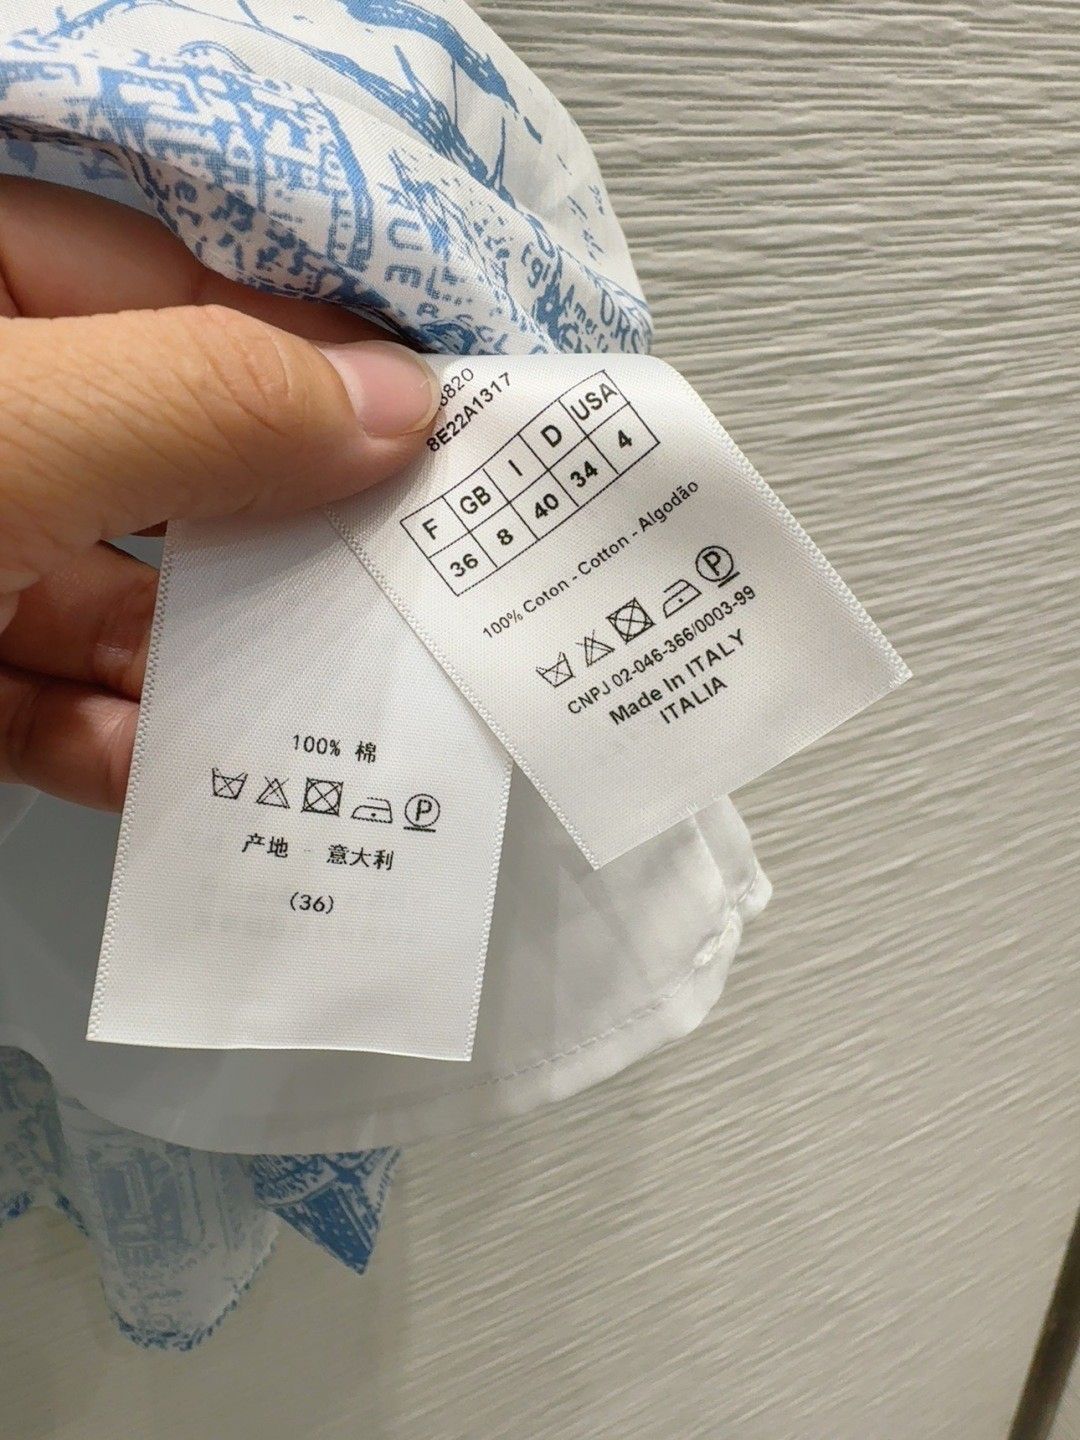 NUE
8E22A1317
F GB I D USA
36 8 40 34 4
100% Coton - Cotton - Algodão
P
CNPJ 02-046-366/0003-99
Made In ITALY
ITALIA
100% 棉
P
产地 - 意大利
(36)